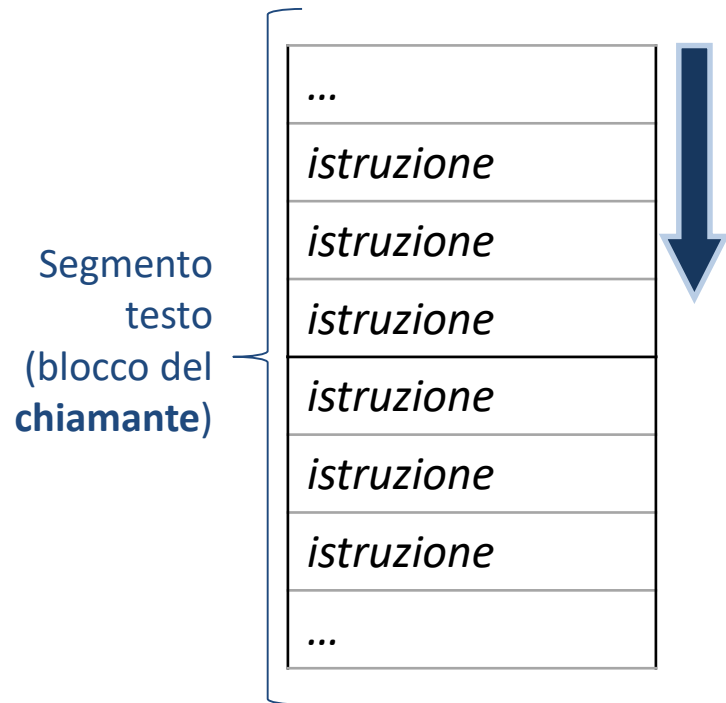 Segmento
testo
(blocco del
chiamante)
...
istruzione
istruzione
istruzione
istruzione
istruzione
istruzione
...